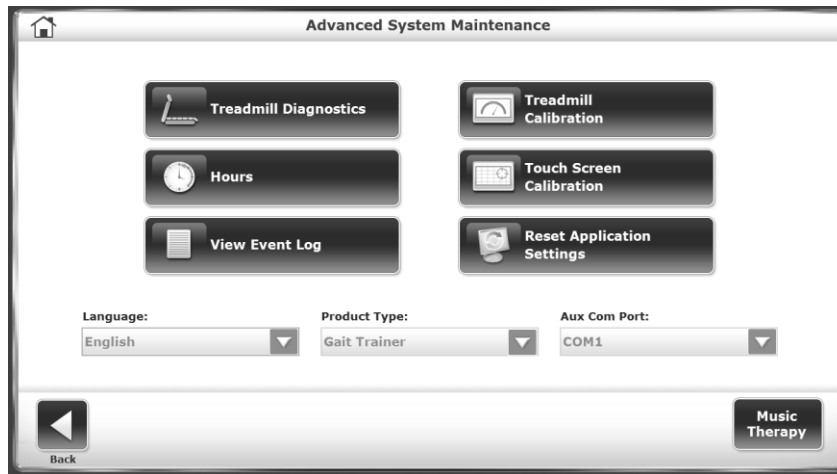 Advanced System Maintenance
Treadmill Diagnostics
Treadmill
Calibration
Hours
Touch Screen
Calibration
View Event Log
Reset Application
Settings
Language:
Product Type:
Aux Com Port:
English
Gait Trainer
COM1
Back
Music
Therapy